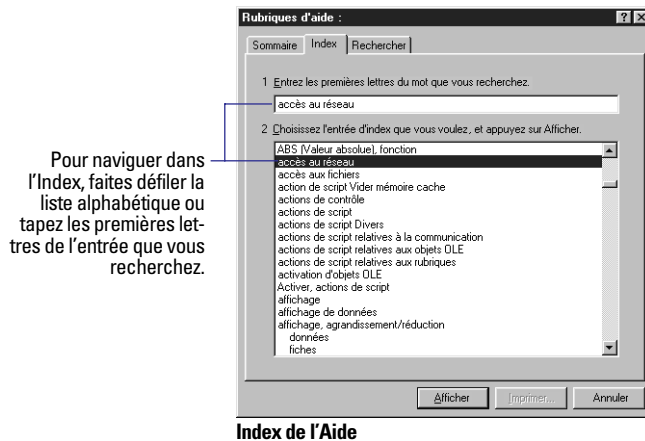 Rubriques d'aide :
Sommaire Index Rechercher
1 Entrez les premières lettres du mot que vous recherchez.
accès au réseau
2 Choisissez l'entrée d'index que vous voulez, et appuyez sur Afficher.
ABS (Valeur absolue), fonction
accès au réseau
accès aux fichiers
action de script Vider mémoire cache
actions de contrôle
actions de script
actions de script Divers
actions de script relatives à la communication
actions de script relatives aux objets OLE
actions de script relatives aux rubriques
activation d'objets OLE
Activer, actions de script
affichage
affichage de données
affichage, agrandissement/réduction
données
fiches
Afficher Imprimer... Annuler
Pour naviguer dans
l'Index, faites défiler la
liste alphabétique ou
tapez les premières let-
tres de l'entrée que vous
recherchez.
Index de l'Aide